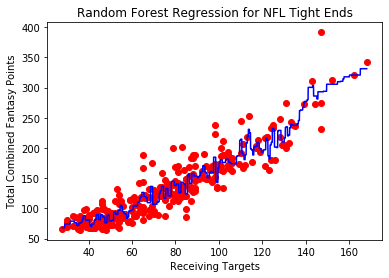 Random Forest Regression for NFL Tight Ends
400
350
300
250
200
150
100
50
Total Combined Fantasy Points
40 60 80 100 120 140 160
Receiving Targets